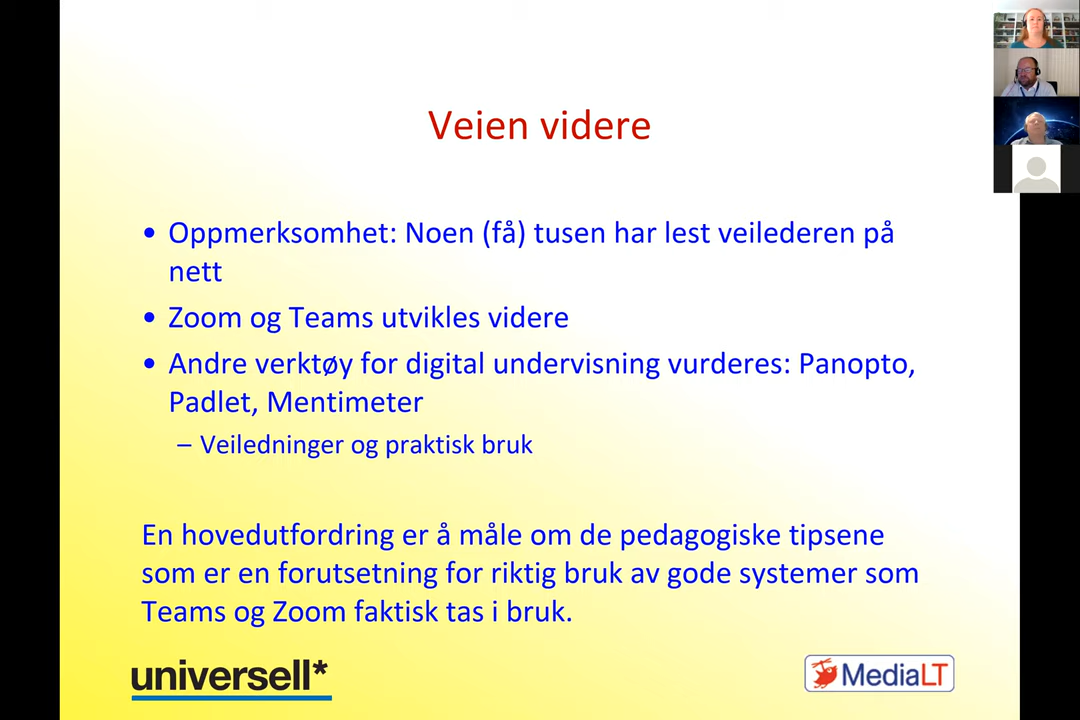 Veien videre
• Oppmerksomhet: Noen (få) tusen har lest veilederen på
nett
• Zoom og Teams utvikles videre
• Andre verktøy for digital undervisning vurderes: Panopto,
Padlet, Mentimeter
– Veiledninger og praktisk bruk
En hovedutfordring er å måle om de pedagogiske tipsene
som er en forutsetning for riktig bruk av gode systemer som
Teams og Zoom faktisk tas i bruk.
universell*
MediaLT